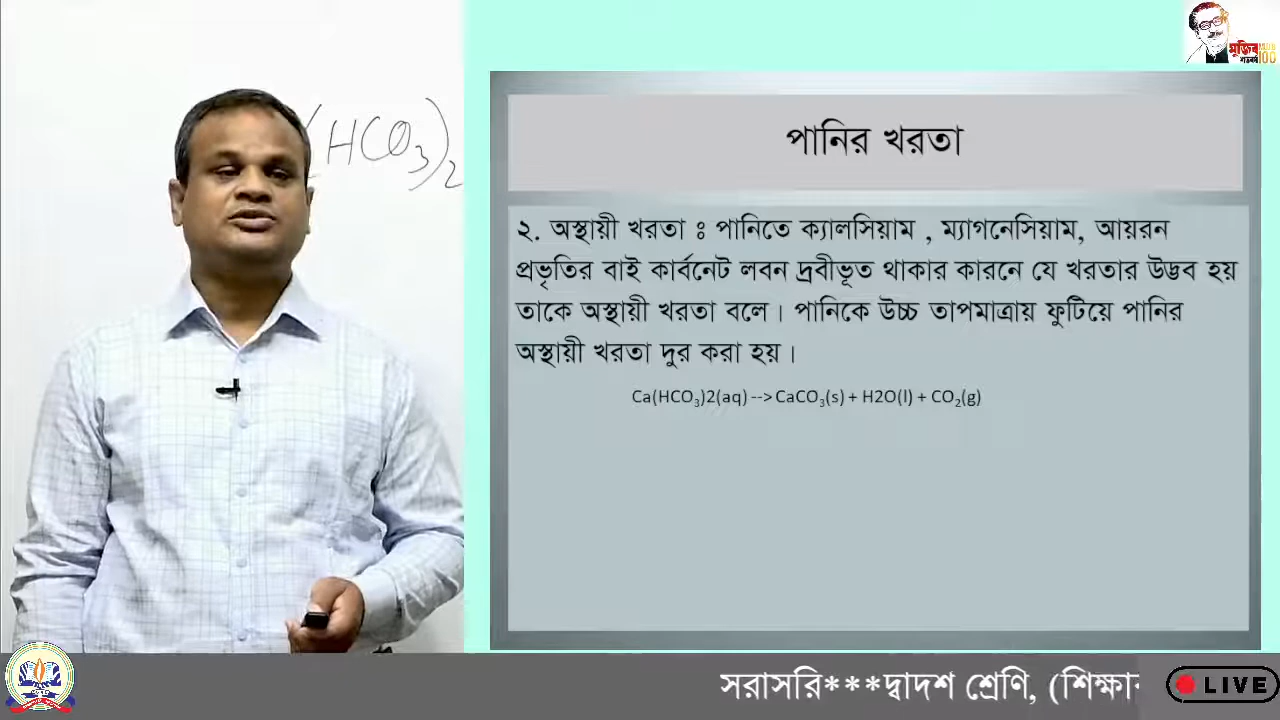 (HCO3)2
মুজিব
100
পানির খরতা
২. অস্থায়ী খরতা ঃ পানিতে ক্যালসিয়াম , ম্যাগনেসিয়াম, আয়রন
প্রভৃতির বাই কার্বনেট লবন দ্রবীভূত থাকার কারনে যে খরতার উদ্ভব হয়
তাকে অস্থায়ী খরতা বলে। পানিকে উচ্চ তাপমাত্রায় ফুটিয়ে পানির
অস্থায়ী খরতা দুর করা হয়।
Ca(HCO3)2(aq) --> CaCO3(s) + H2O(l) + CO2(g)
সরাসরি***দ্বাদশ শ্রেণি, (শিক্ষাব
LIVE